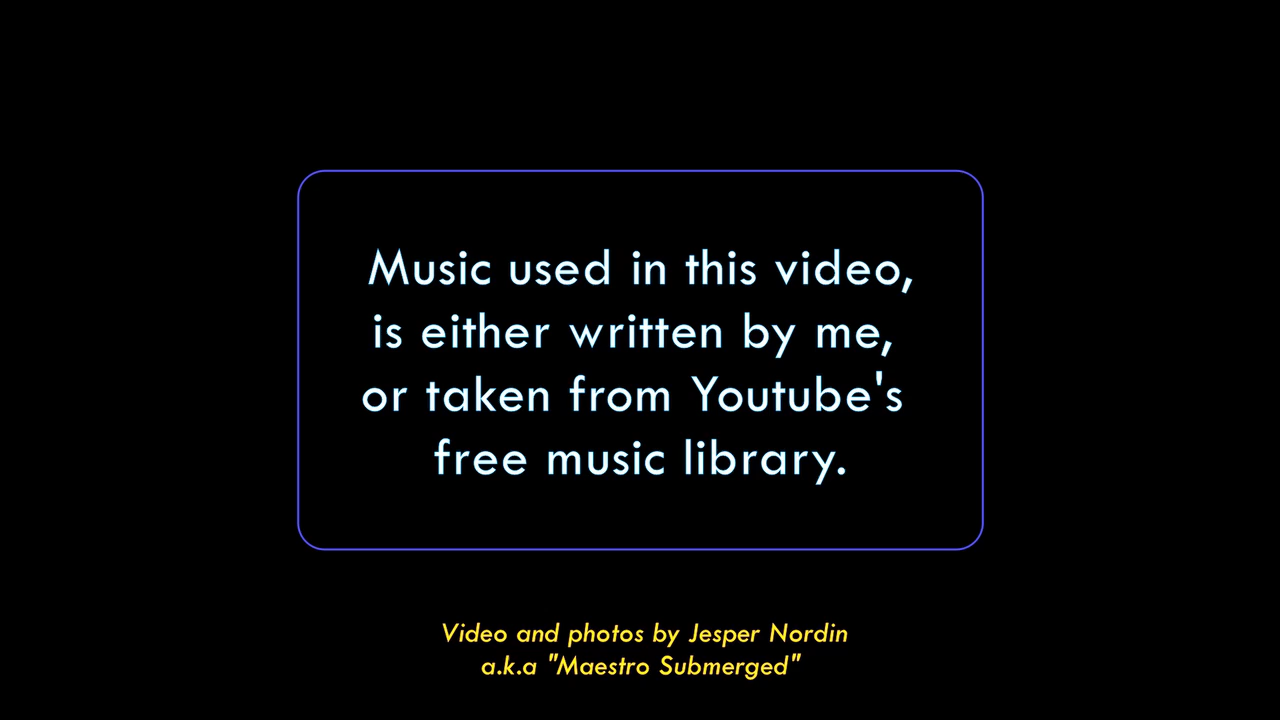 Music used in this video,
is either written by me,
or taken from Youtube's
free music library.
Video and photos by Jesper Nordin
a.k.a "Maestro Submerged"